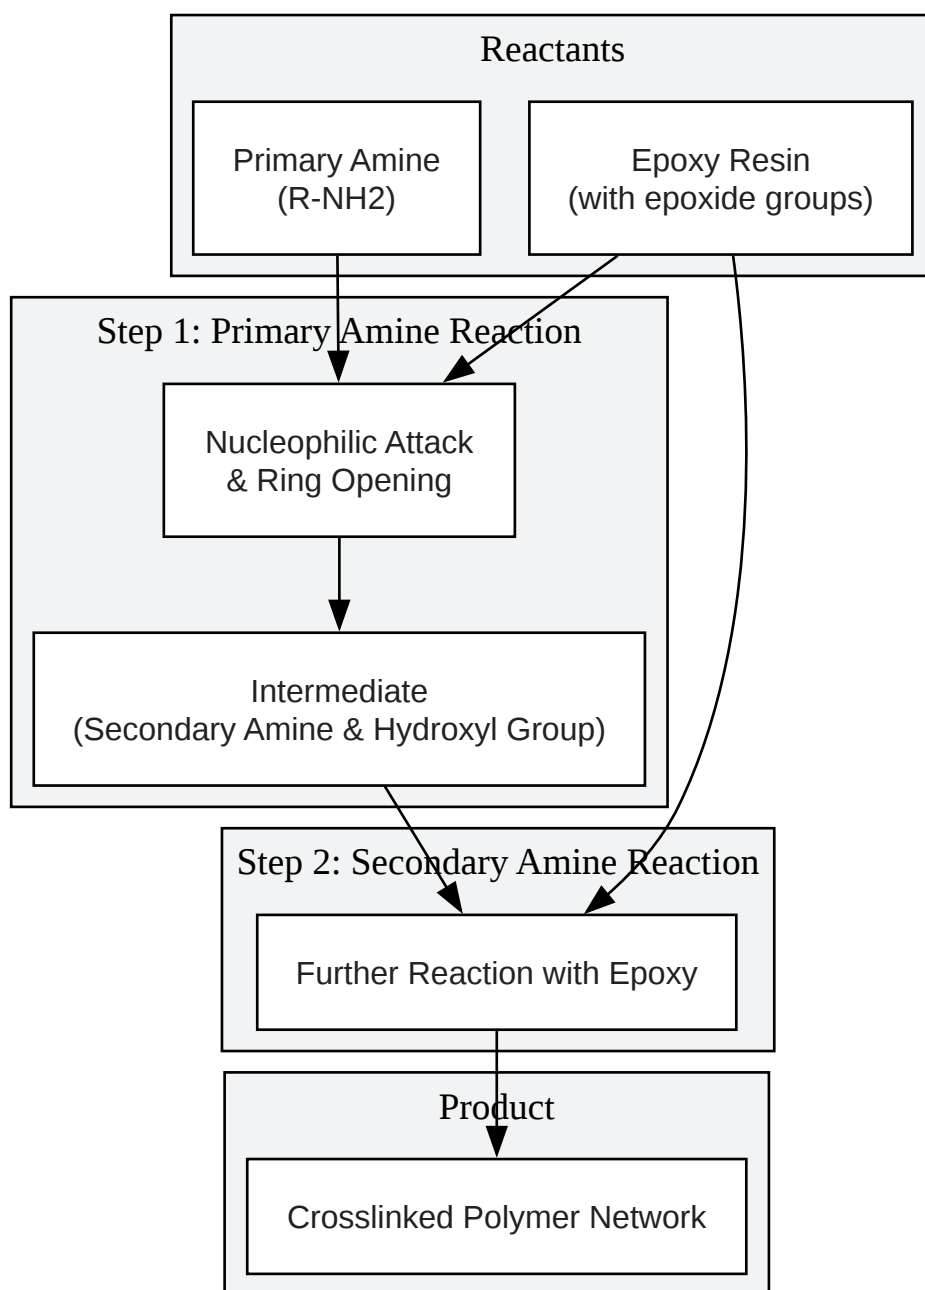 Reactants
Primary Amine
(R-NH2)
Epoxy Resin
(with epoxide groups)
Step 1: Primary Amine Reaction
Nucleophilic Attack
& Ring Opening
Intermediate
(Secondary Amine & Hydroxyl Group)
Step 2: Secondary Amine Reaction
Further Reaction with Epoxy
Product
Crosslinked Polymer Network